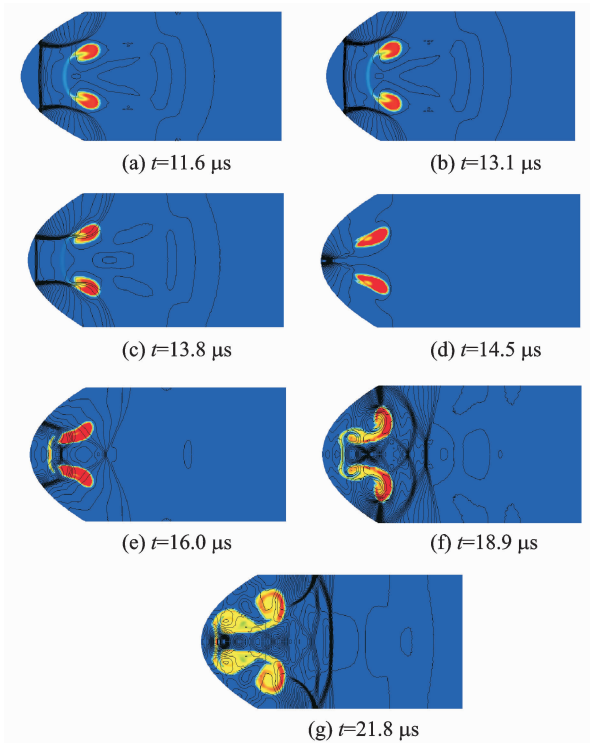 (a) t=11.6 μs
(b) t=13.1 μs
(c) t=13.8 μs
(d) t=14.5 μs
(e) t=16.0 μs
(f) t=18.9 μs
(g) t=21.8 μs